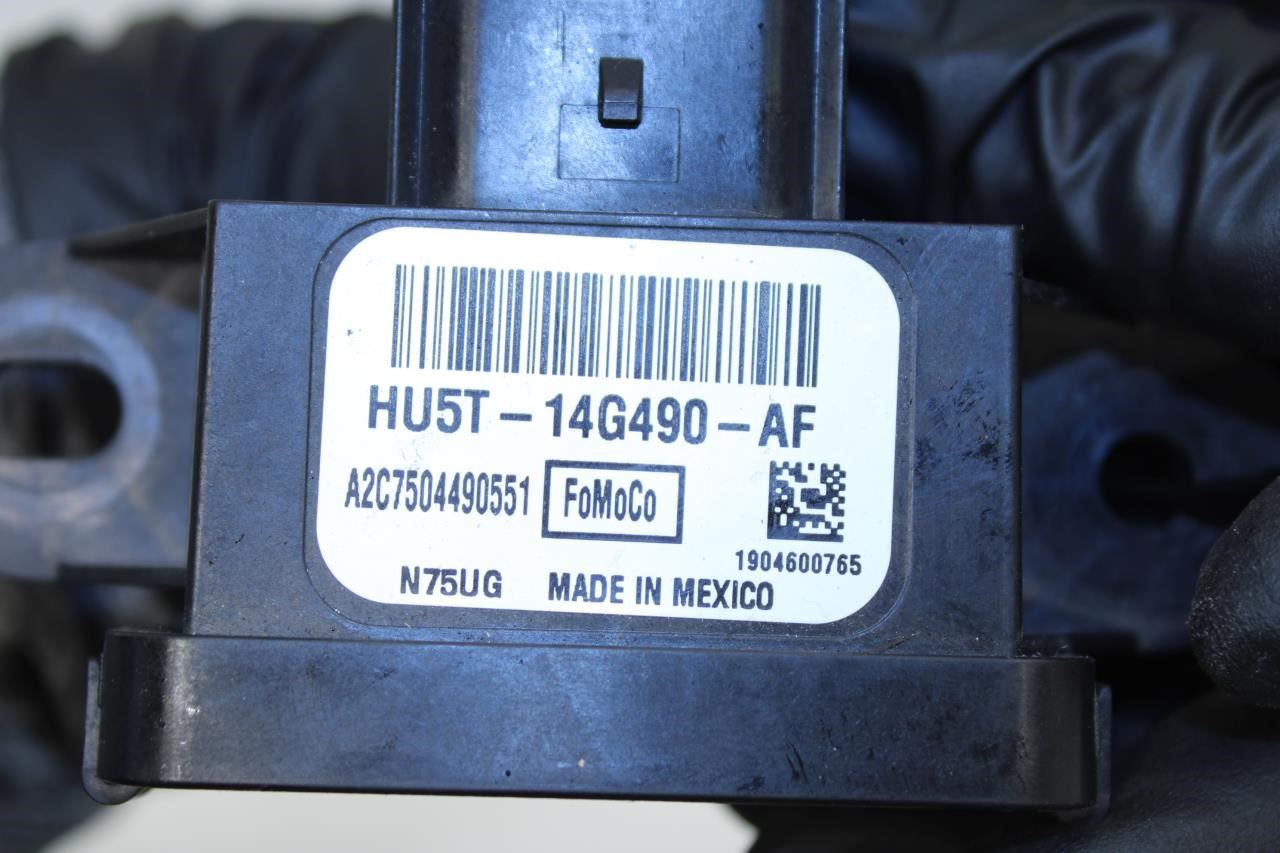 HU5T-14G490-AF
A2C7504490551 FoMoCo
1904600765
N75UG MADE IN MEXICO